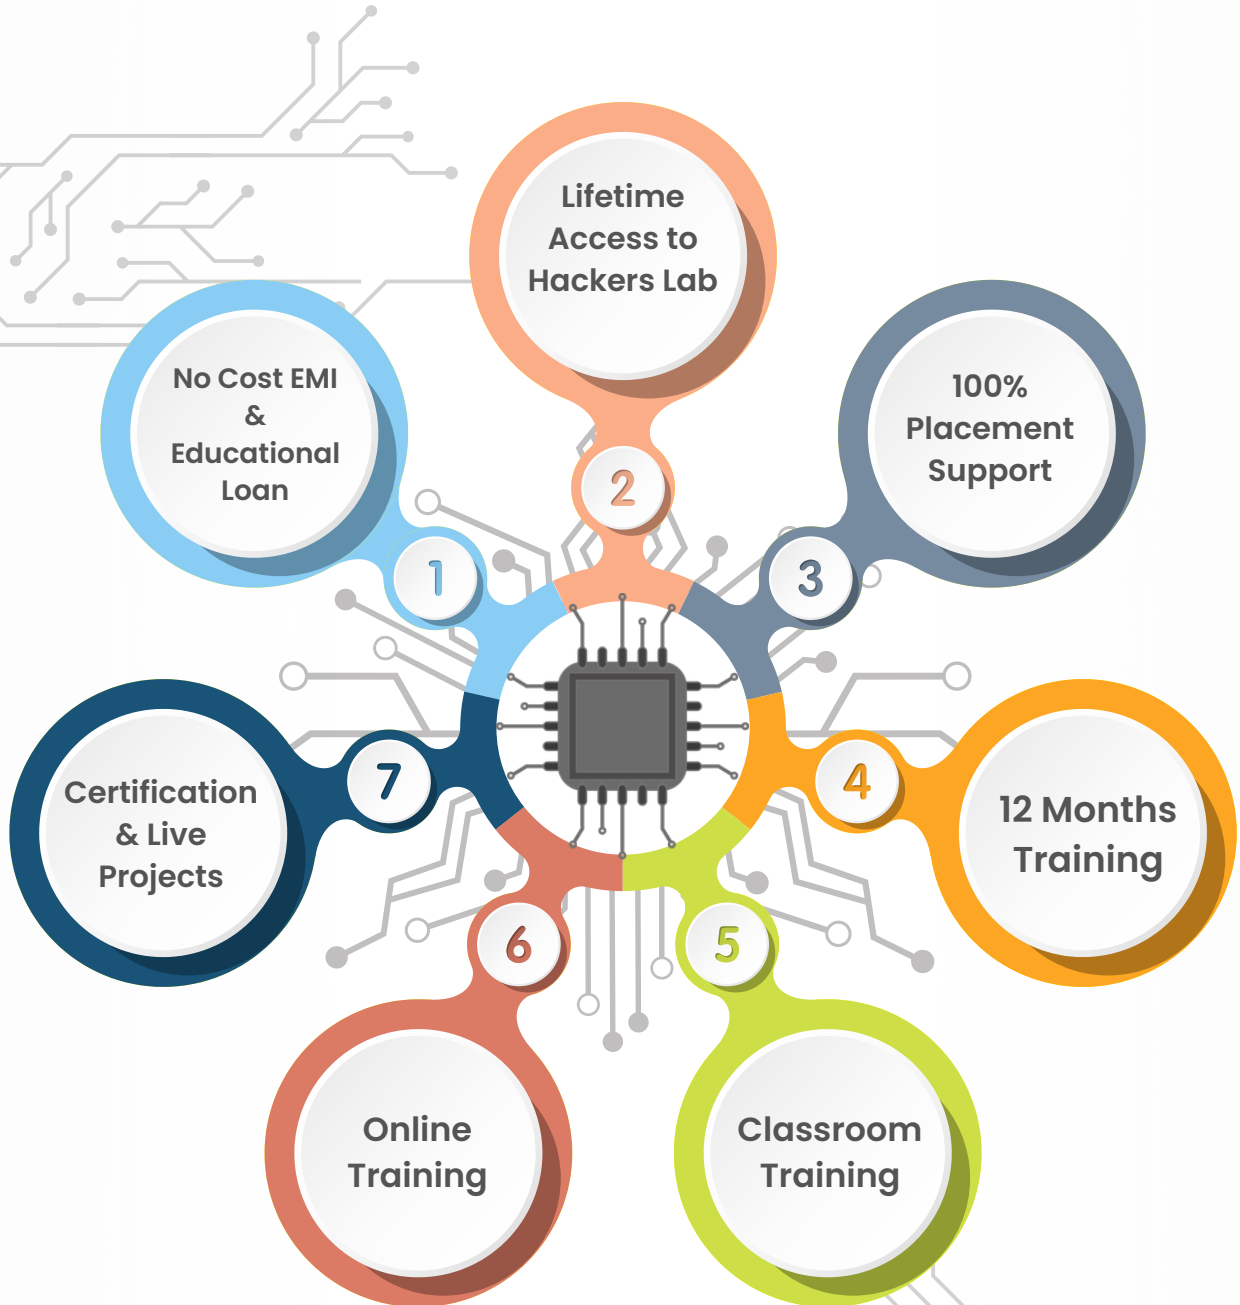 No Cost EMI
&
Educational
Loan
1
Lifetime
Access to
Hackers Lab
2
100%
Placement
Support
3
12 Months
Training
4
Classroom
Training
5
Online
Training
6
Certification
& Live
Projects
7